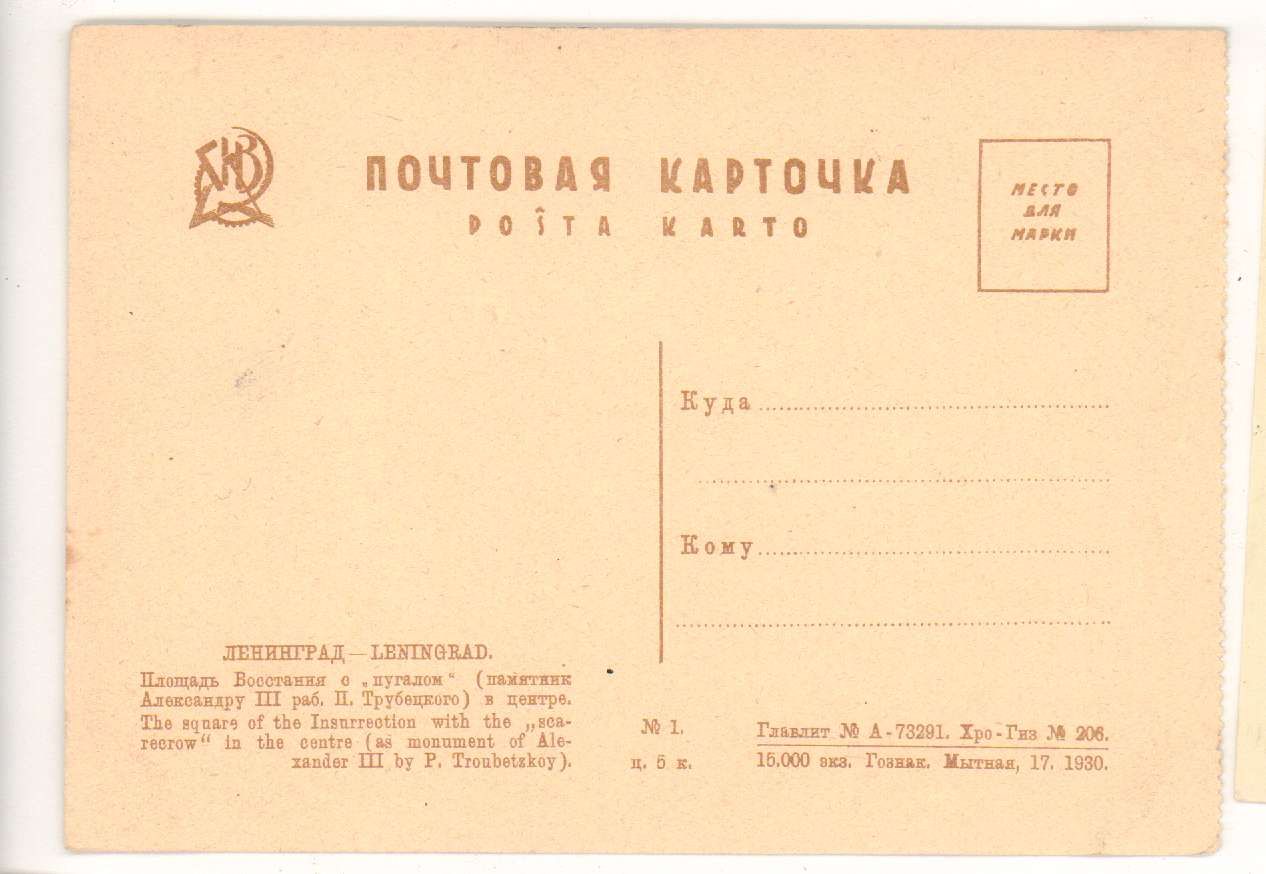 ПОЧТОВАЯ КАРТОЧКА
POŜTA KARTO
МЕСТО
ДЛЯ
МАРКИ
Куда
Кому
ЛЕНИНГРАД — LENINGRAD.
Площадь Восстания с „пугалом“ (памятник
Александру III раб. П. Трубецкого) в центре.
The square of the Insurrection with the „sca-
recrow“ in the centre (as monument of Ale-
xander III by P. Troubetzkoy).
№ 1.
ц. 5 к.
Главлит № А-73291. Хро-Гиз № 206.
15.000 экз. Гознак. Мытная, 17. 1930.